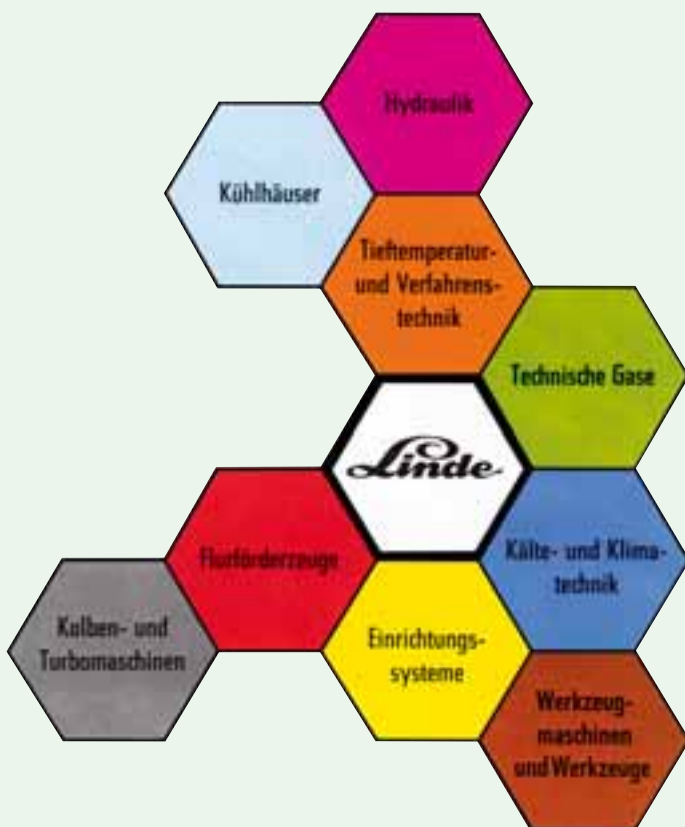 Hydraulik
Kühlhäuser
Tieftemperatur-
und Verfahrens-
technik
Technische Gase
Linde
Flurförderzeuge
Kälte- und Klima-
technik
Kolben- und
Turbomaschinen
Einrichtungs-
systeme
Werkzeug-
maschinen
und Werkzeuge